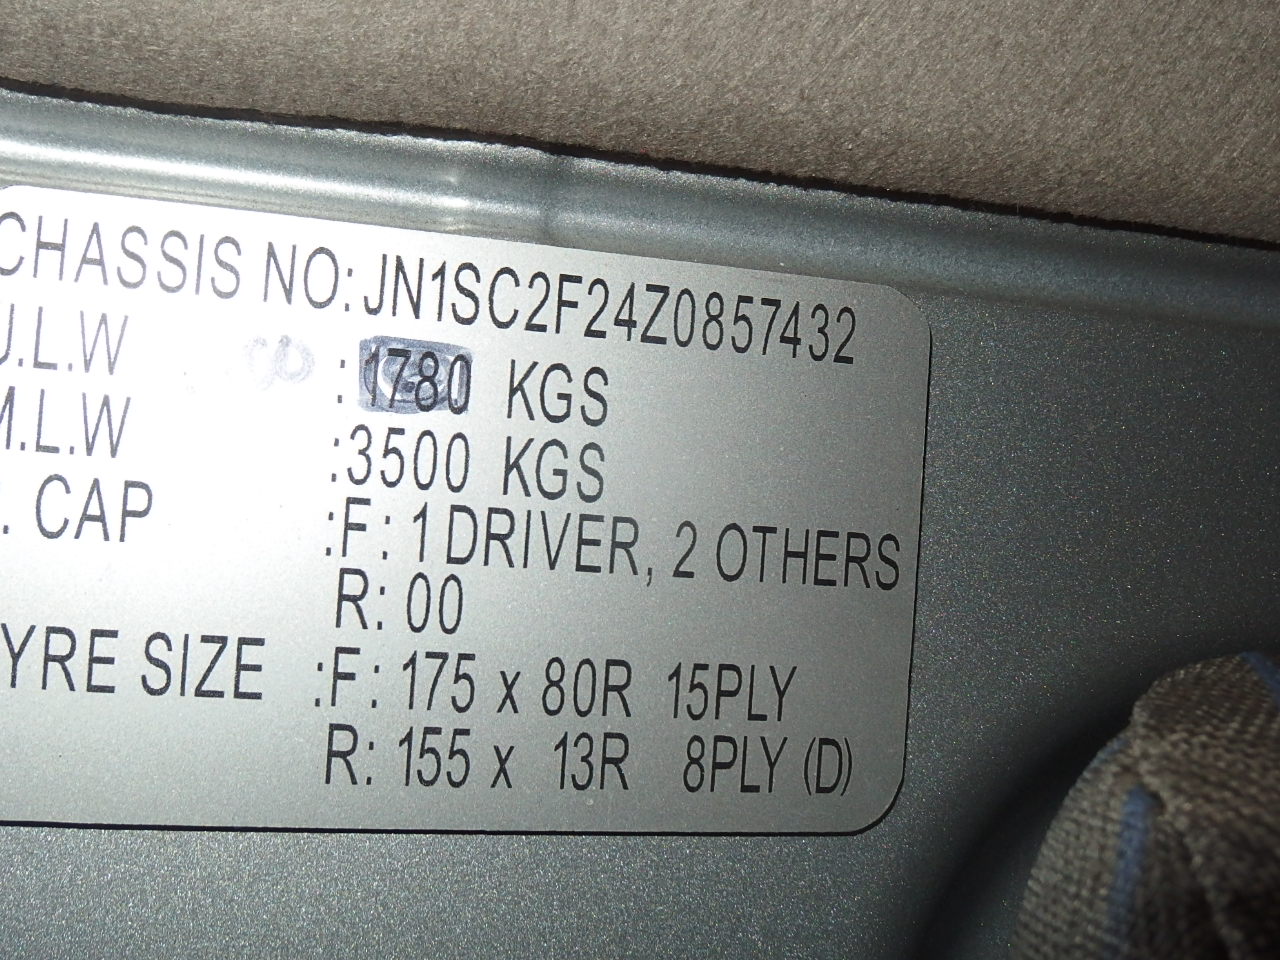 CHASSIS NO: JN1SC2F24Z0857432
U.L.W : 1780 KGS
M.L.W :3500 KGS
. CAP :F: 1 DRIVER, 2 OTHERS
R: 00
YRE SIZE :F: 175 x 80R 15PLY
R: 155 x 13R 8PLY (D)